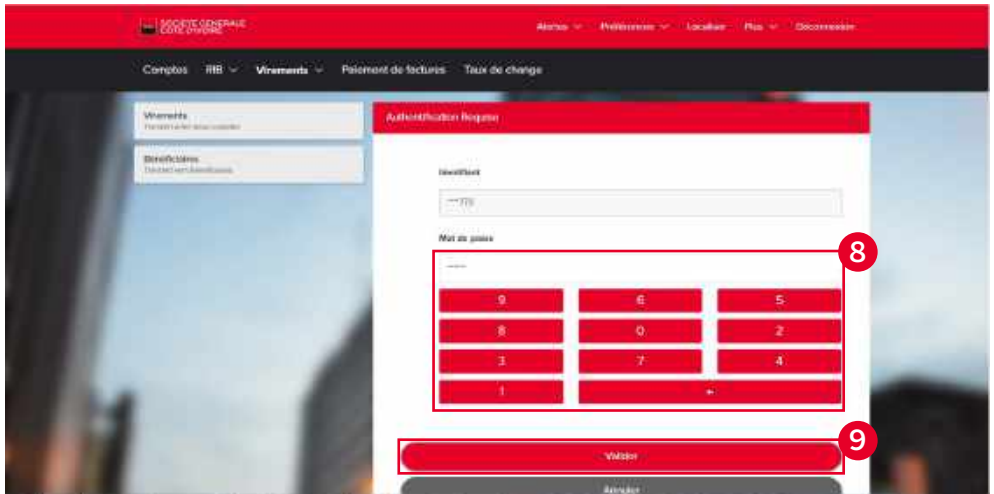 SOCIETE GENERALE
COTE D'IVOIRE
Alertes Préférences Localiser Plus Déconnexion
Comptes RIB Virements Paiement de factures Taux de change
Virements
Bénéficiaires
Authentification Requise
Identifiant
Mot de passe
8
9 6 5
8 0 2
3 7 4
1
9
Valider
Annuler